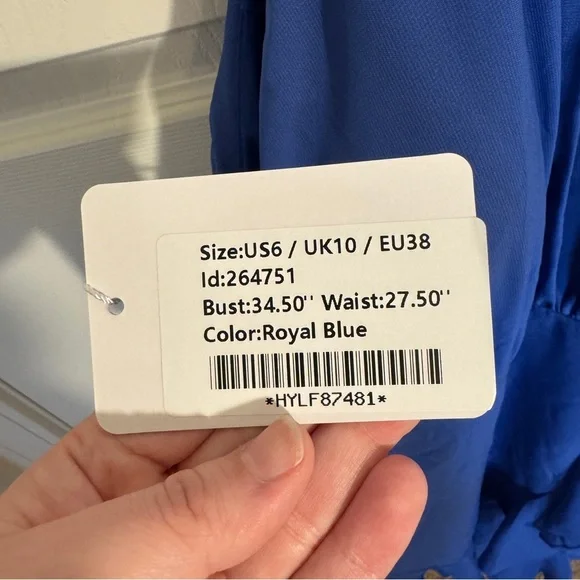 Size:US6 / UK10 / EU38
Id:264751
Bust:34.50'' Waist:27.50''
Color:Royal Blue
*HYLF87481*